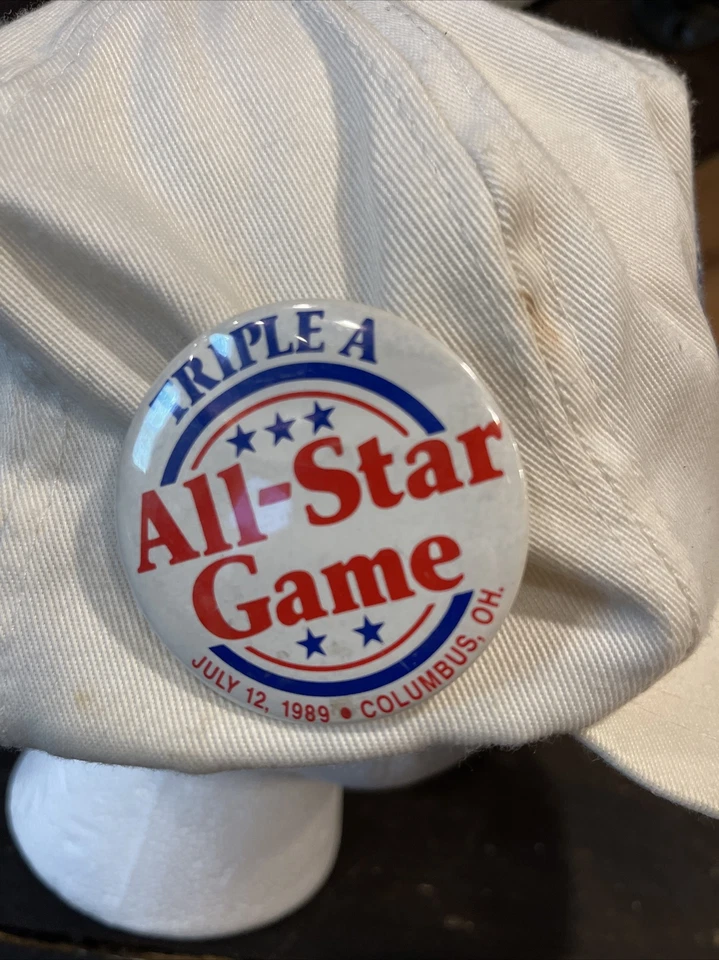 TRIPLE A
All-Star
Game
JULY 12, 1989 • COLUMBUS, OH.